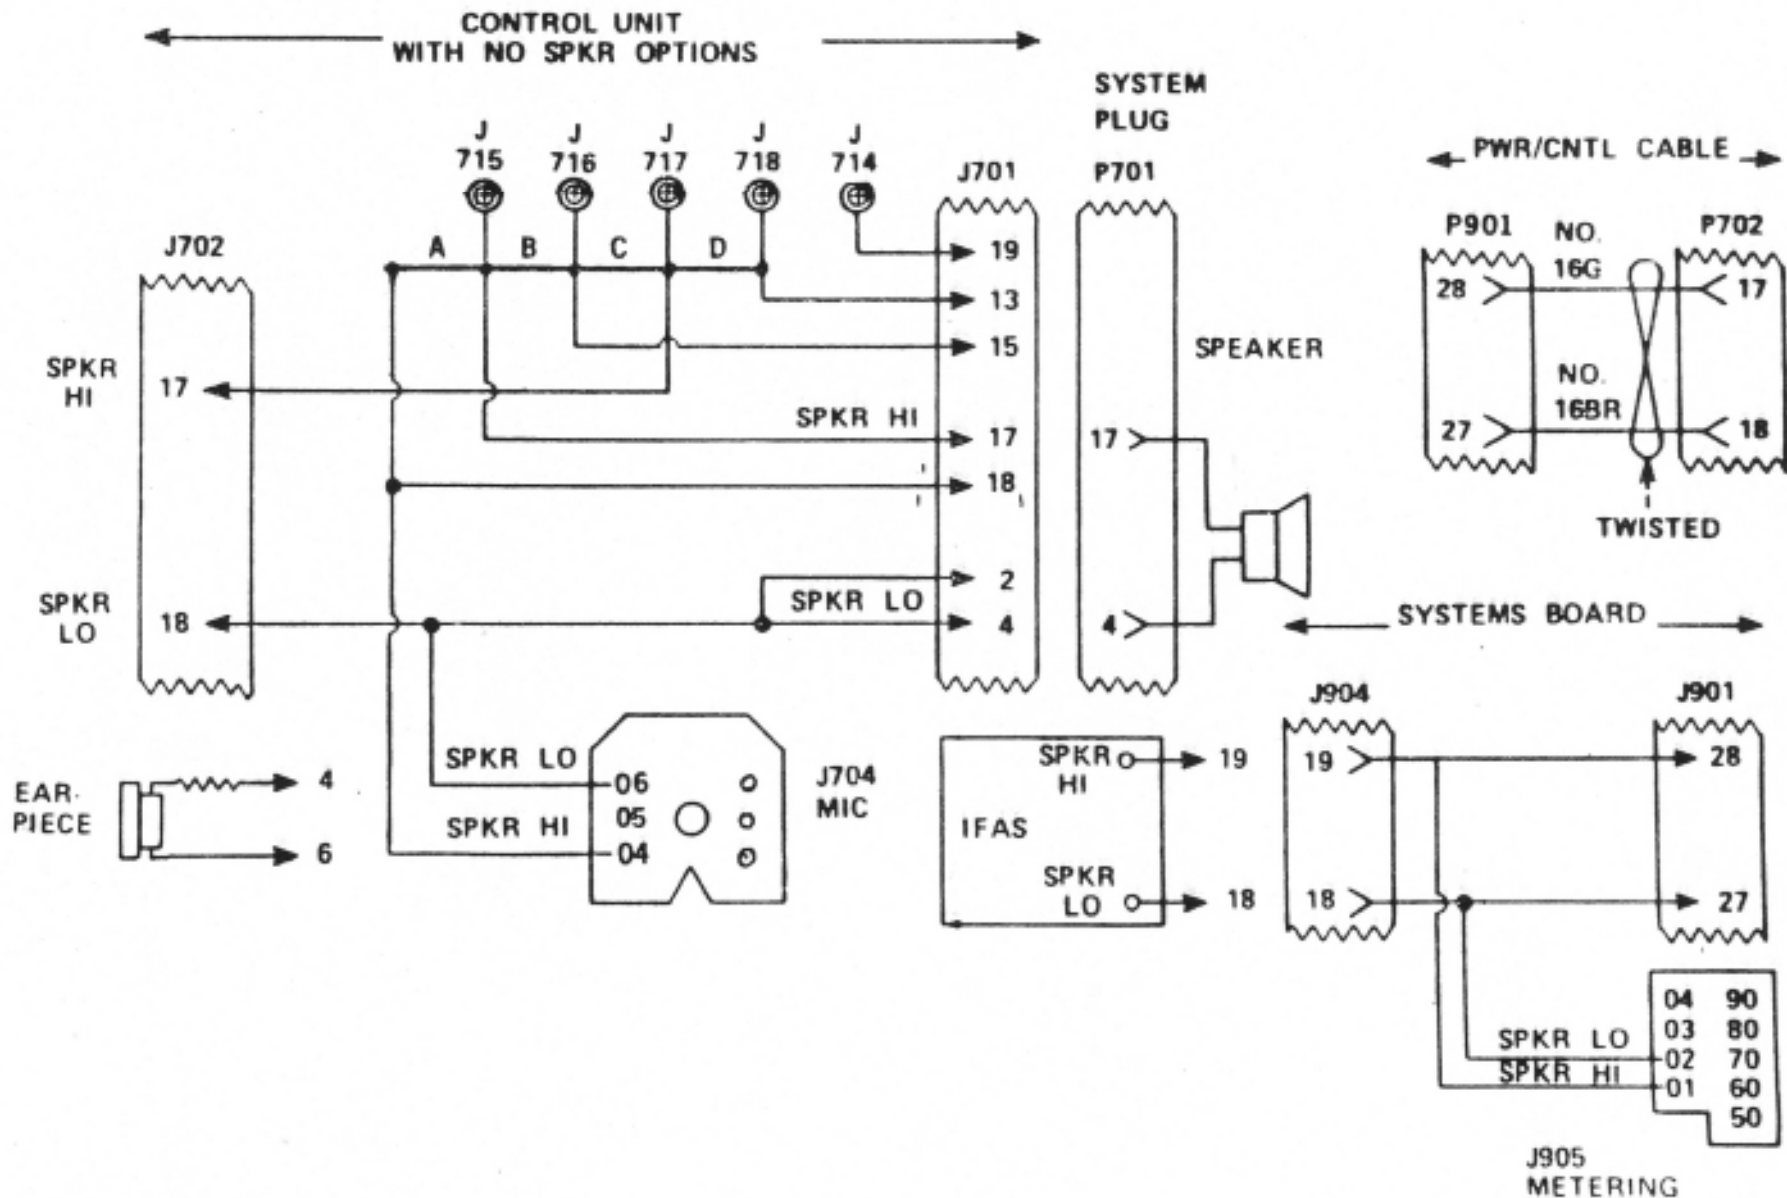 CONTROL UNIT
WITH NO SPKR OPTIONS
SYSTEM
PLUG
J
715
J
716
J
717
J
718
J
714
J701
P701
PWR/CNTL CABLE
J702
A
B
C
D
19
13
15
SPKR
HI
17
SPKR HI
17
18
2
SPKR LO
4
SPKR
LO
18
17
4
SPEAKER
P901
NO.
16G
P702
28
17
NO.
16BR
27
18
TWISTED
SYSTEMS BOARD
EAR-
PIECE
4
6
SPKR LO
06
05
SPKR HI
04
J704
MIC
SPKR
HI
19
IFAS
SPKR
LO
18
J904
J901
19
28
18
27
SPKR LO
SPKR HI
04 90
03 80
02 70
01 60
50
J905
METERING